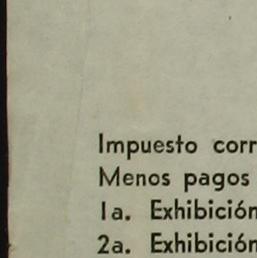 Impuesto corr
Menos pagos
1a. Exhibición
2a. Exhibición